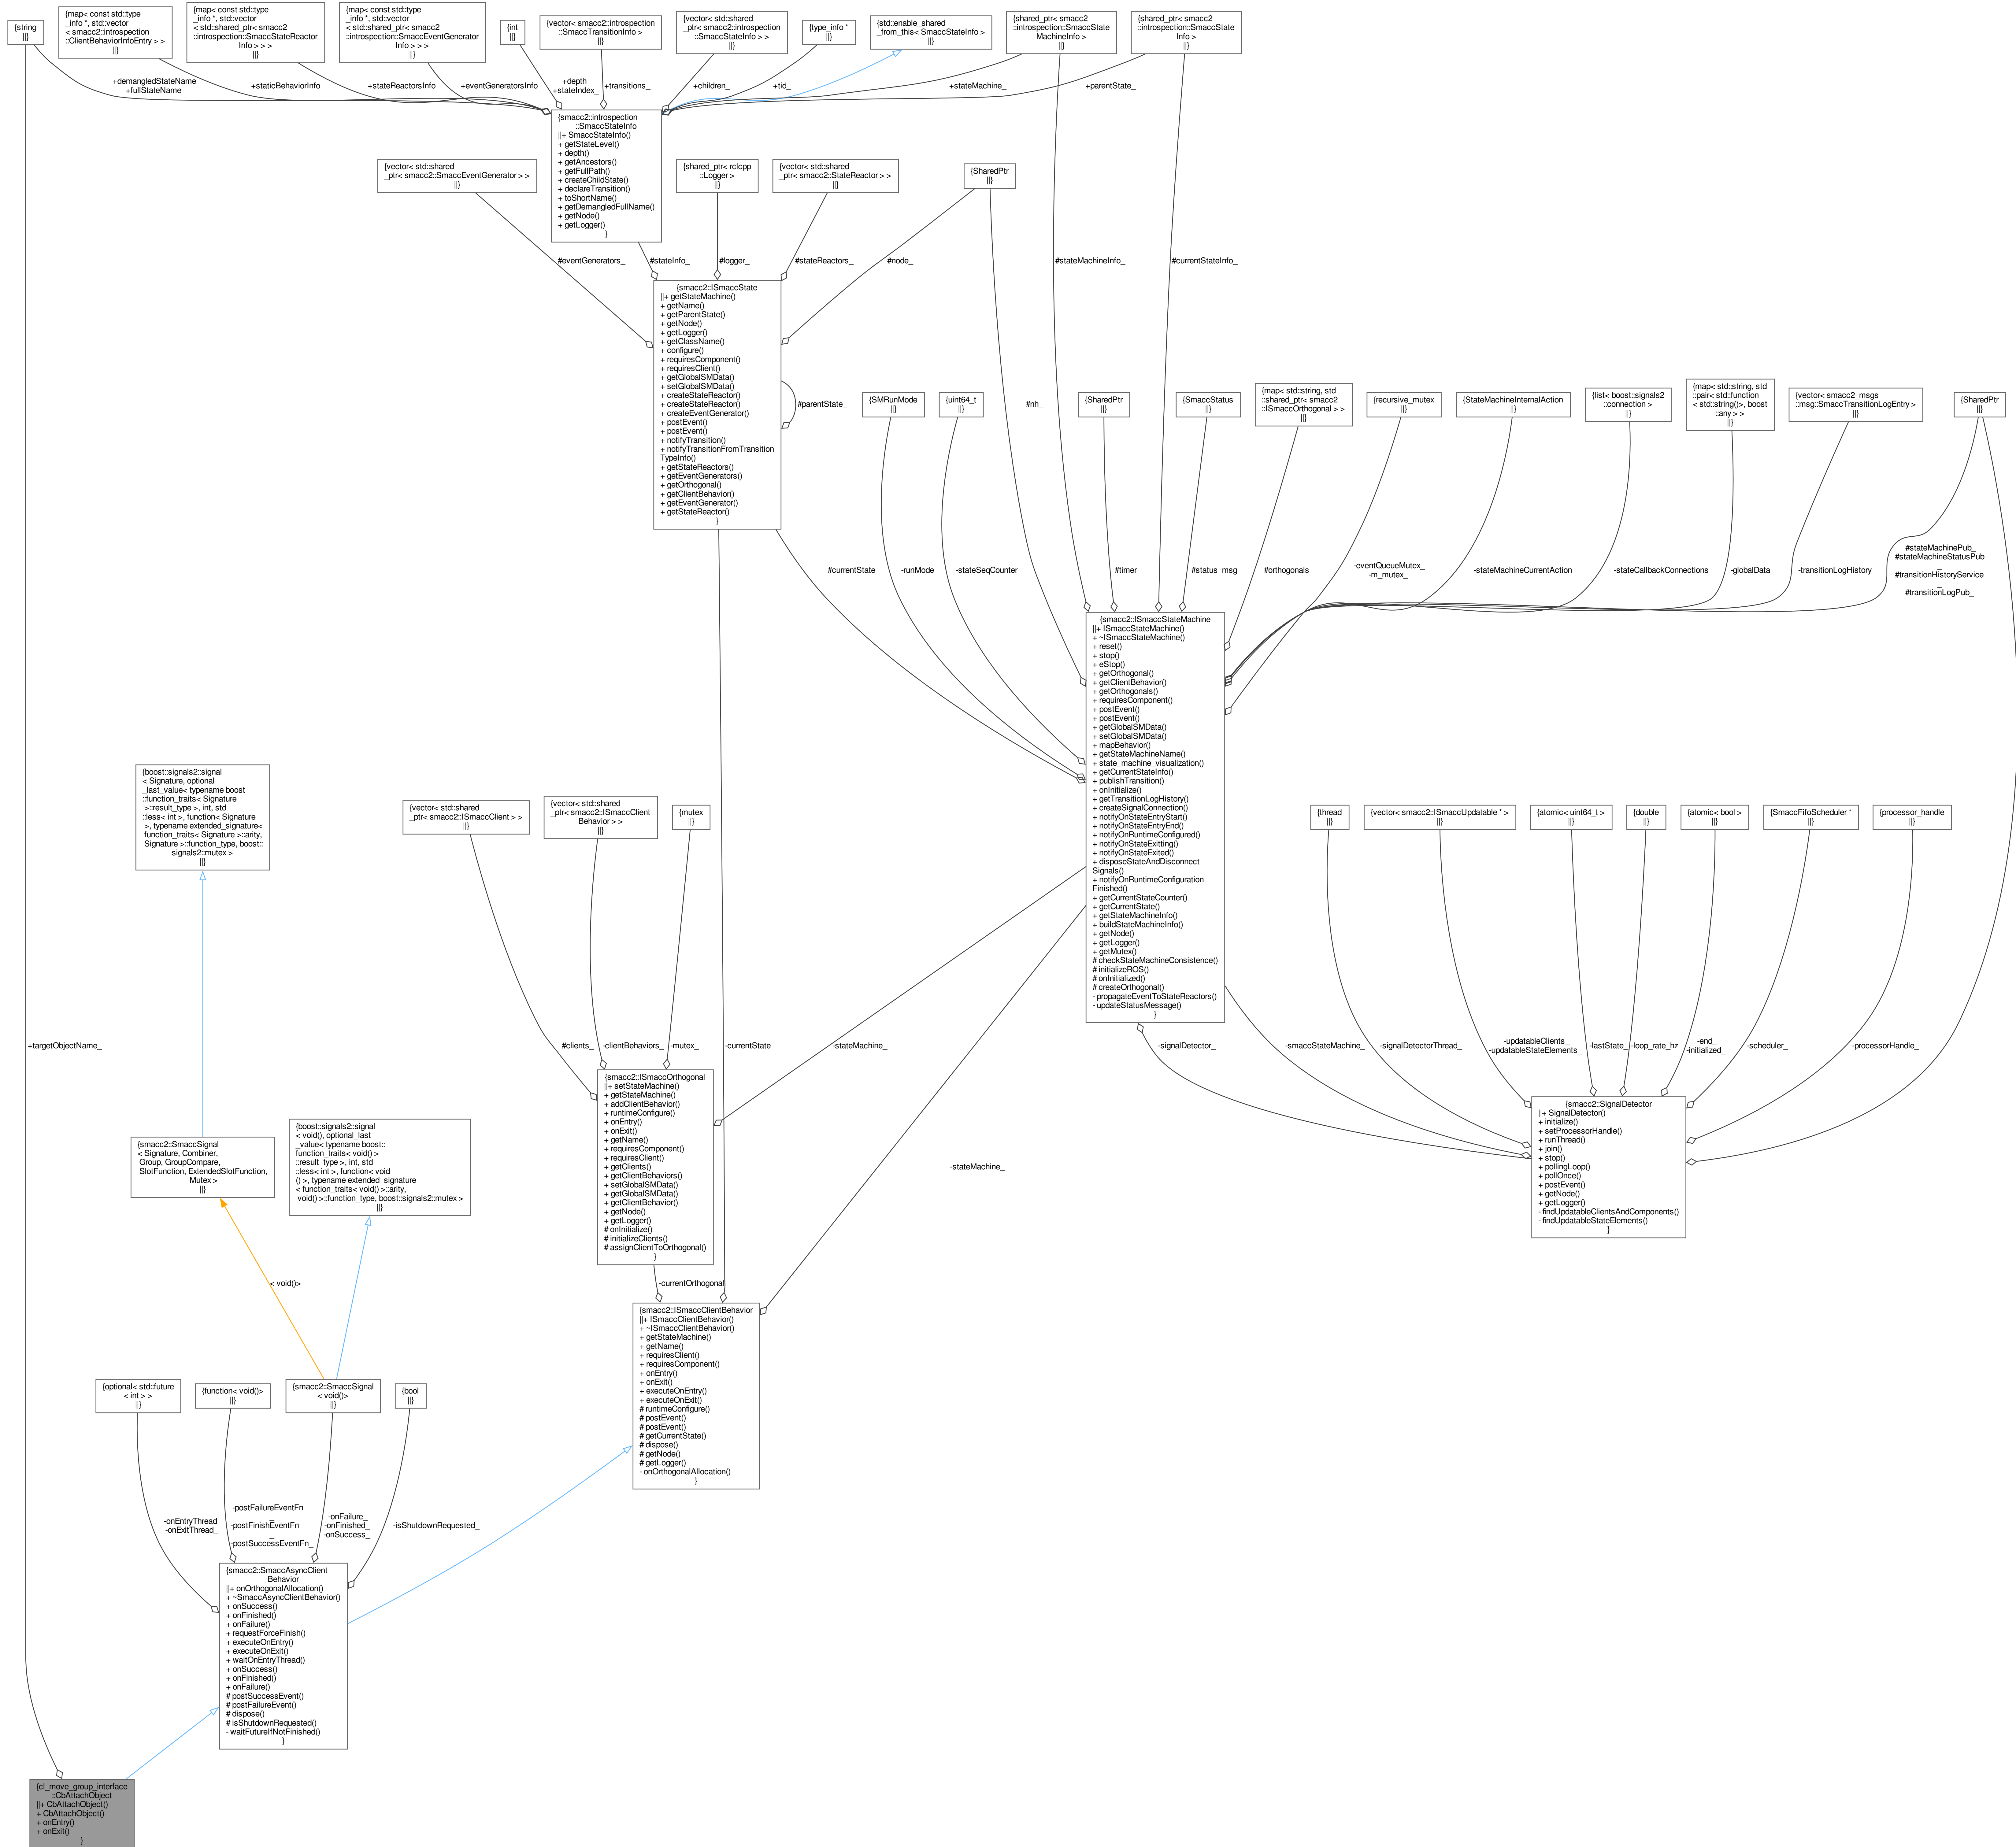 {string
||}
{map< const std::type
_info *, std::vector
< smacc2::introspection
::ClientBehaviorInfoEntry > >
||}
{map< const std::type
_info *, std::vector
< std::shared_ptr< smacc2
::introspection::SmaccStateReactor
Info > > >
||}
{map< const std::type
_info *, std::vector
< std::shared_ptr< smacc2
::introspection::SmaccEventGenerator
Info > > >
||}
{int
||}
{vector< smacc2::introspection
::SmaccTransitionInfo >
||}
{vector< std::shared
_ptr< smacc2::introspection
::SmaccStateInfo > >
||}
{type_info *
||}
{std::enable_shared
_from_this< SmaccStateInfo >
||}
{shared_ptr< smacc2
::introspection::SmaccState
MachineInfo >
||}
{shared_ptr< smacc2
::introspection::SmaccState
Info >
||}
+demangledStateName
+fullStateName
+staticBehaviorInfo
+stateReactorsInfo
+eventGeneratorsInfo
+depth_
+stateIndex_
+transitions_
+children_
+tid_
+stateMachine_
+parentState_
{smacc2::introspection
::SmaccStateInfo
||+ SmaccStateInfo()
+ getStateLevel()
+ depth()
+ getAncestors()
+ getFullPath()
+ createChildState()
+ declareTransition()
+ toShortName()
+ getDemangledFullName()
+ getNode()
+ getLogger()
}
{vector< std::shared
_ptr< smacc2::SmaccEventGenerator > >
||}
{shared_ptr< rclcpp
::Logger >
||}
{vector< std::shared
_ptr< smacc2::StateReactor > >
||}
{SharedPtr
||}
#eventGenerators_
#stateInfo_
#logger_
#stateReactors_
#node_
#stateMachineInfo_
#currentStateInfo_
{smacc2::ISmaccState
||+ getStateMachine()
+ getName()
+ getParentState()
+ getNode()
+ getLogger()
+ getClassName()
+ configure()
+ requiresComponent()
+ requiresClient()
+ getGlobalSMData()
+ setGlobalSMData()
+ createStateReactor()
+ createStateReactor()
+ createEventGenerator()
+ postEvent()
+ postEvent()
+ notifyTransition()
+ notifyTransitionFromTransition
TypeInfo()
+ getStateReactors()
+ getEventGenerators()
+ getOrthogonal()
+ getClientBehavior()
+ getEventGenerator()
+ getStateReactor()
}
#parentState_
#nh_
{SMRunMode
||}
{uint64_t
||}
{SharedPtr
||}
{SmaccStatus
||}
{map< std::string, std
::shared_ptr< smacc2
::ISmaccOrthogonal > >
||}
{recursive_mutex
||}
{StateMachineInternalAction
||}
{list< boost::signals2
::connection >
||}
{map< std::string, std
::pair< std::function
< std::string()>, boost
::any > >
||}
{vector< smacc2_msgs
::msg::SmaccTransitionLogEntry >
||}
{SharedPtr
||}
#currentState_
-runMode_
-stateSeqCounter_
#timer_
#status_msg_
#orthogonals_
-eventQueueMutex_
-m_mutex_
-stateMachineCurrentAction
-stateCallbackConnections
-globalData_
-transitionLogHistory_
#stateMachinePub_
#stateMachineStatusPub
_
#transitionHistoryService
_
#transitionLogPub_
{smacc2::ISmaccStateMachine
||+ ISmaccStateMachine()
+ ~ISmaccStateMachine()
+ reset()
+ stop()
+ eStop()
+ getOrthogonal()
+ getClientBehavior()
+ getOrthogonals()
+ requiresComponent()
+ postEvent()
+ postEvent()
+ getGlobalSMData()
+ setGlobalSMData()
+ mapBehavior()
+ getStateMachineName()
+ state_machine_visualization()
+ getCurrentStateInfo()
+ publishTransition()
+ onInitialize()
+ getTransitionLogHistory()
+ createSignalConnection()
+ notifyOnStateEntryStart()
+ notifyOnStateEntryEnd()
+ notifyOnRuntimeConfigured()
+ notifyOnStateExitting()
+ notifyOnStateExited()
+ disposeStateAndDisconnect
Signals()
+ notifyOnRuntimeConfiguration
Finished()
+ getCurrentStateCounter()
+ getCurrentState()
+ getStateMachineInfo()
+ buildStateMachineInfo()
+ getNode()
+ getLogger()
+ getMutex()
# checkStateMachineConsistence()
# initializeROS()
# onInitialized()
# createOrthogonal()
- propagateEventToStateReactors()
- updateStatusMessage()
}
{boost::signals2::signal
< Signature, optional
_last_value< typename boost
::function_traits< Signature
>::result_type >, int, std
::less< int >, function< Signature
>, typename extended_signature<
function_traits< Signature >::arity,
Signature >::function_type, boost::
signals2::mutex >
||}
{vector< std::shared
_ptr< smacc2::ISmaccClient > >
||}
{vector< std::shared
_ptr< smacc2::ISmaccClient
Behavior > >
||}
{mutex
||}
{thread
||}
{vector< smacc2::ISmaccUpdatable * >
||}
{atomic< uint64_t >
||}
{double
||}
{atomic< bool >
||}
{SmaccFifoScheduler *
||}
{processor_handle
||}
+targetObjectName_
#clients_
-clientBehaviors_
-mutex_
-currentState
-stateMachine_
-signalDetector_
-smaccStateMachine_
-signalDetectorThread_
-updatableClients_
-updatableStateElements_
-lastState_
-loop_rate_hz
-end_
-initialized_
-scheduler_
-processorHandle_
{smacc2::ISmaccOrthogonal
||+ setStateMachine()
+ getStateMachine()
+ addClientBehavior()
+ runtimeConfigure()
+ onEntry()
+ onExit()
+ getName()
+ requiresComponent()
+ requiresClient()
+ getClients()
+ getClientBehaviors()
+ setGlobalSMData()
+ getGlobalSMData()
+ getClientBehavior()
+ getNode()
+ getLogger()
# onInitialize()
# initializeClients()
# assignClientToOrthogonal()
}
{smacc2::SignalDetector
||+ SignalDetector()
+ initialize()
+ setProcessorHandle()
+ runThread()
+ join()
+ stop()
+ pollingLoop()
+ pollOnce()
+ postEvent()
+ getNode()
+ getLogger()
- findUpdatableClientsAndComponents()
- findUpdatableStateElements()
}
{smacc2::SmaccSignal
< Signature, Combiner,
Group, GroupCompare,
SlotFunction, ExtendedSlotFunction,
Mutex >
||}
{boost::signals2::signal
< void(), optional_last
_value< typename boost::
function_traits< void()
>::result_type >, int, std
::less< int >, function< void
() >, typename extended_signature
< function_traits< void() >::arity,
void() >::function_type, boost::signals2::mutex >
||}
-stateMachine_
< void()>
-currentOrthogonal
{smacc2::ISmaccClientBehavior
||+ ISmaccClientBehavior()
+ ~ISmaccClientBehavior()
+ getStateMachine()
+ getName()
+ requiresClient()
+ requiresComponent()
+ onEntry()
+ onExit()
+ executeOnEntry()
+ executeOnExit()
# runtimeConfigure()
# postEvent()
# postEvent()
# getCurrentState()
# dispose()
# getNode()
# getLogger()
- onOrthogonalAllocation()
}
{optional< std::future
< int > >
||}
{function< void()>
||}
{smacc2::SmaccSignal
< void()>
||}
{bool
||}
-onEntryThread_
-onExitThread_
-postFailureEventFn
_
-postFinishEventFn
_
-postSuccessEventFn_
-onFailure_
-onFinished_
-onSuccess_
-isShutdownRequested_
{smacc2::SmaccAsyncClient
Behavior
||+ onOrthogonalAllocation()
+ ~SmaccAsyncClientBehavior()
+ onSuccess()
+ onFinished()
+ onFailure()
+ requestForceFinish()
+ executeOnEntry()
+ executeOnExit()
+ waitOnEntryThread()
+ onSuccess()
+ onFinished()
+ onFailure()
# postSuccessEvent()
# postFailureEvent()
# dispose()
# isShutdownRequested()
- waitFutureIfNotFinished()
}
{cl_move_group_interface
::CbAttachObject
||+ CbAttachObject()
+ CbAttachObject()
+ onEntry()
+ onExit()
}